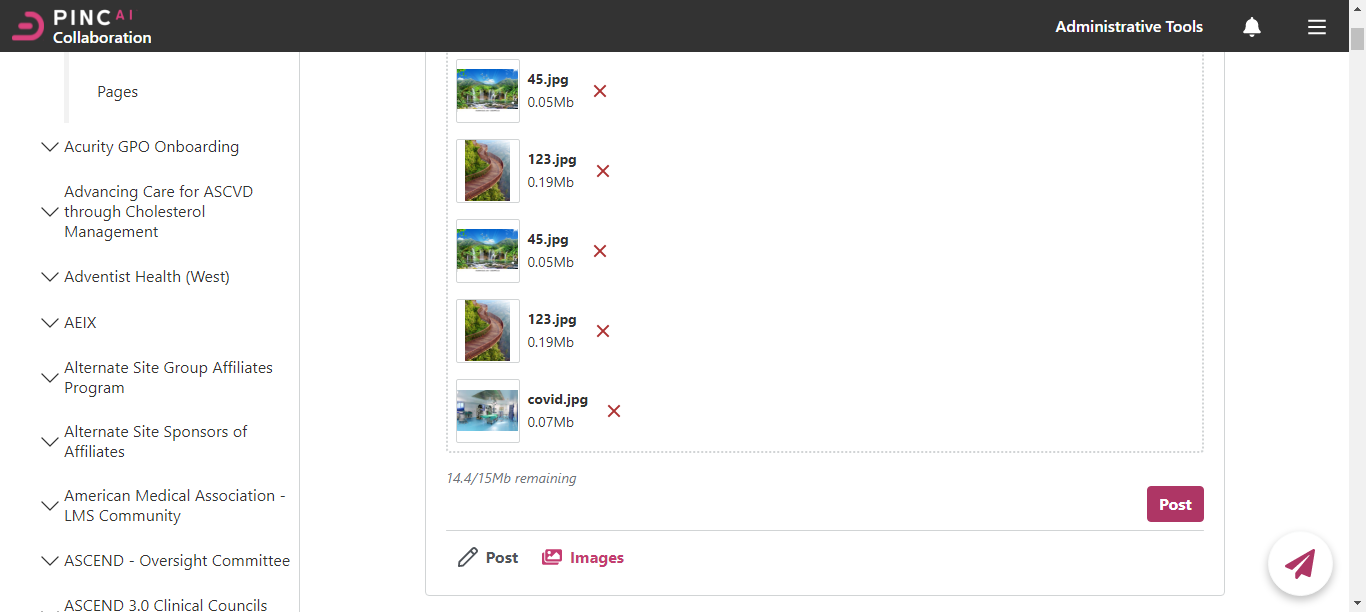 PINC AI
Collaboration
Administrative Tools
Pages
Acurity GPO Onboarding
Advancing Care for ASCVD
through Cholesterol
Management
Adventist Health (West)
AEIX
Alternate Site Group Affiliates
Program
Alternate Site Sponsors of
Affiliates
American Medical Association -
LMS Community
ASCEND - Oversight Committee
ASCEND 3.0 Clinical Councils
45.jpg
0.05Mb
123.jpg
0.19Mb
45.jpg
0.05Mb
123.jpg
0.19Mb
covid.jpg
0.07Mb
14.4/15Mb remaining
Post
Post
Images